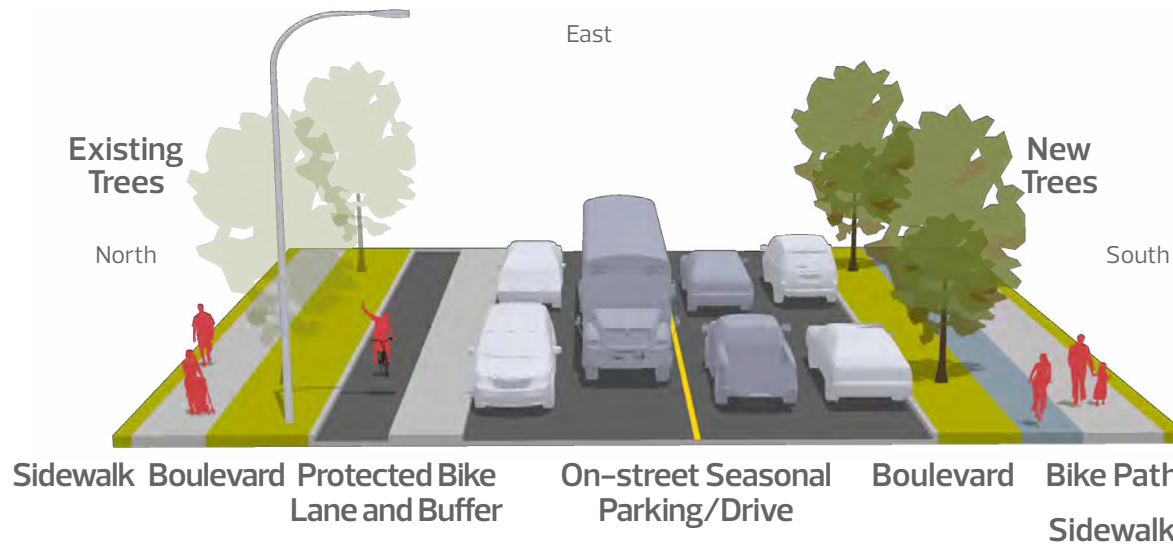 East
Existing
Trees
New
Trees
North
South
Sidewalk
Boulevard
Protected Bike
Lane and Buffer
On-street Seasonal
Parking/Drive
Boulevard
Bike Path
Sidewalk